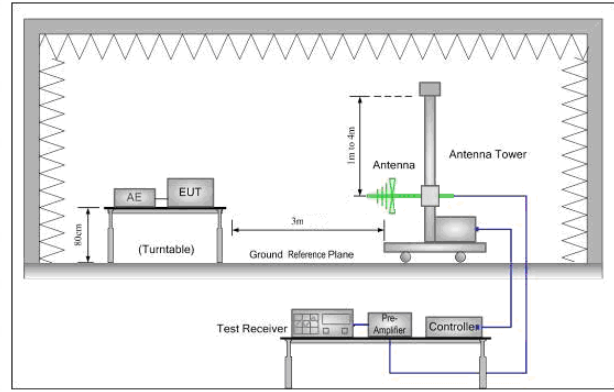 1m to 4m
Antenna
Antenna Tower
AE
EUT
80cm
(Turntable)
3m
Ground Reference Plane
Test Receiver
Pre-
Amplifier
Controller